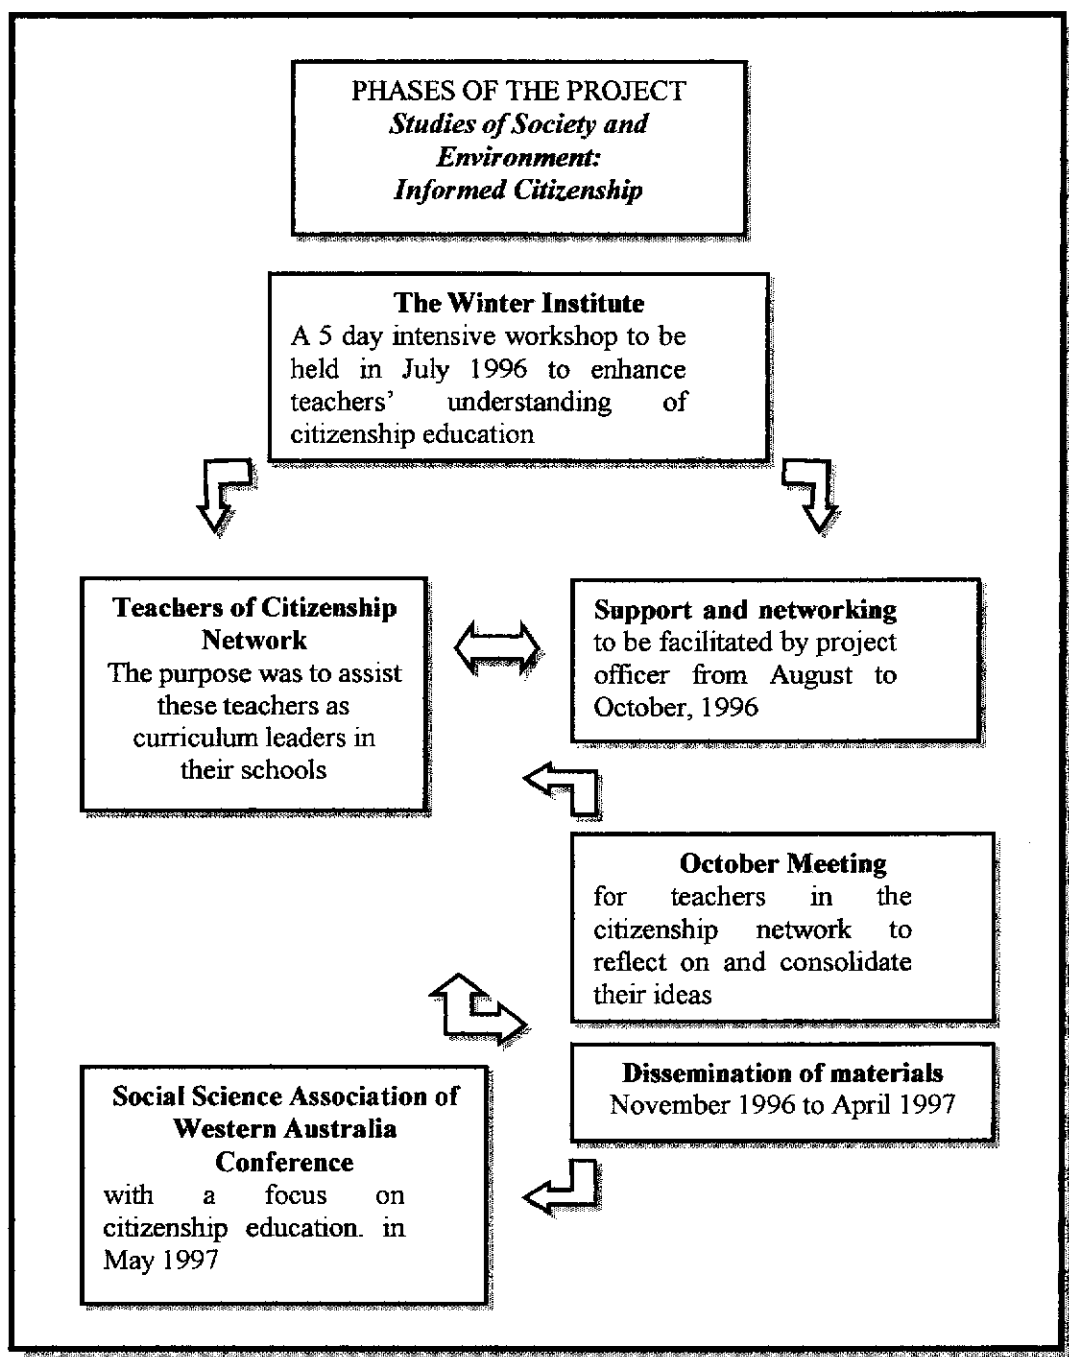 PHASES OF THE PROJECT
Studies of Society and
Environment:
Informed Citizenship
The Winter Institute
A 5 day intensive workshop to be
held in July 1996 to enhance
teachers' understanding of
citizenship education
Teachers of Citizenship
Network
The purpose was to assist
these teachers as
curriculum leaders in
their schools
Support and networking
to be facilitated by project
officer from August to
October, 1996
October Meeting
for teachers in the
citizenship network to
reflect on and consolidate
their ideas
Dissemination of materials
November 1996 to April 1997
Social Science Association of
Western Australia
Conference
with a focus on
citizenship education. in
May 1997